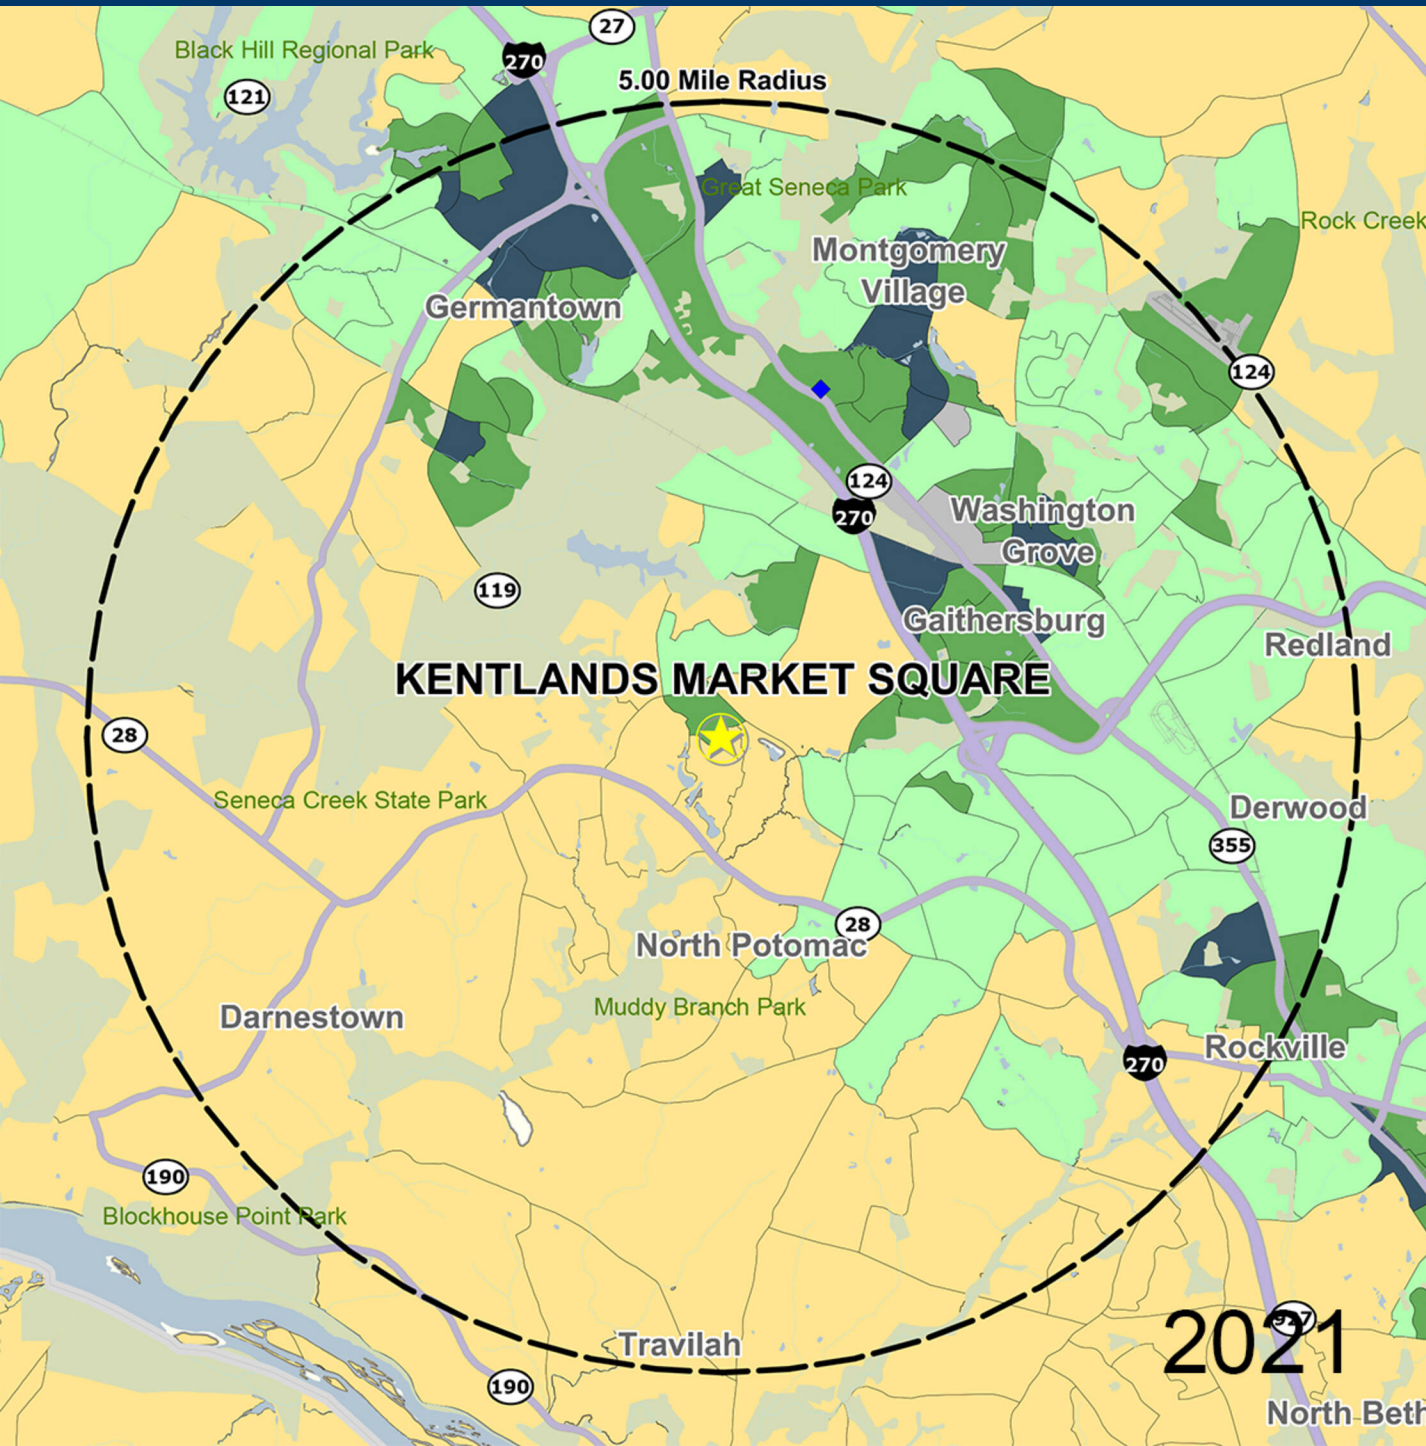 27
Black Hill Regional Park
270
5.00 Mile Radius
121
Great Seneca Park
Rock Creek
Montgomery
Village
Germantown
124
124
270
Washington
Grove
119
Gaithersburg
Redland
KENTLANDS MARKET SQUARE
28
Seneca Creek State Park
Derwood
355
28
North Potomac
Muddy Branch Park
Darnestown
Rockville
270
190
Blockhouse Point Park
927
2021
Travilah
190
North Beth